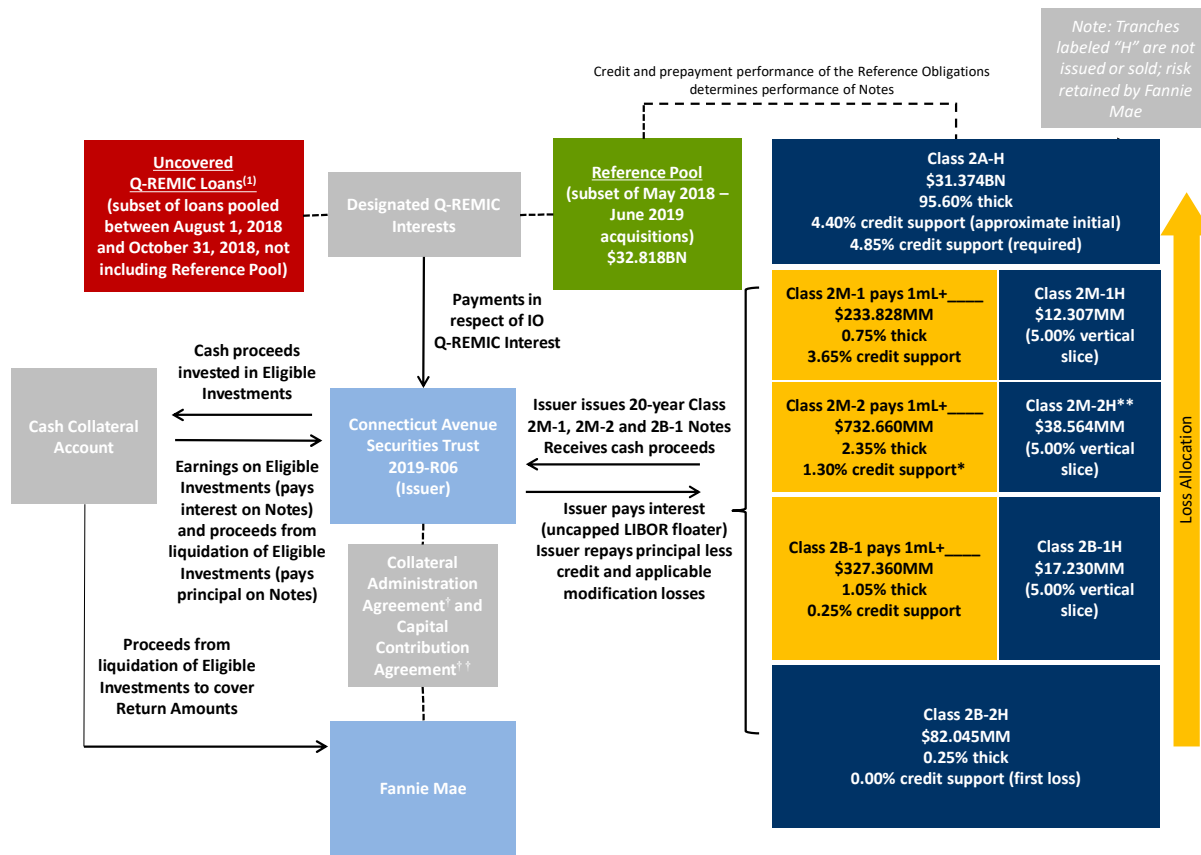 Note: Tranches
labeled “H” are not
issued or sold; risk
retained by Fannie
Mae
Credit and prepayment performance of the Reference Obligations
determines performance of Notes
Uncovered
Q-REMIC Loans(1)
(subset of loans pooled
between August 1, 2018
and October 31, 2018, not
including Reference Pool)
Designated Q-REMIC
Interests
Reference Pool
(subset of May 2018 –
June 2019
acquisitions)
$32.818BN
Class 2A-H
$31.374BN
95.60% thick
4.40% credit support (approximate initial)
4.85% credit support (required)
Payments in
respect of IO
Q-REMIC Interest
Class 2M-1 pays 1mL+____
$233.828MM
0.75% thick
3.65% credit support
Class 2M-1H
$12.307MM
(5.00% vertical
slice)
Cash proceeds
invested in Eligible
Investments
Cash Collateral
Account
Connecticut Avenue
Securities Trust
2019-R06
(Issuer)
Issuer issues 20-year Class
2M-1, 2M-2 and 2B-1 Notes
Receives cash proceeds
Class 2M-2 pays 1mL+____
$732.660MM
2.35% thick
1.30% credit support*
Class 2M-2H**
$38.564MM
(5.00% vertical
slice)
Earnings on Eligible
Investments (pays
interest on Notes)
and proceeds from
liquidation of Eligible
Investments (pays
principal on Notes)
Issuer pays interest
(uncapped LIBOR floater)
Issuer repays principal less
credit and applicable
modification losses
Collateral
Administration
Agreement† and
Capital
Contribution
Agreement††
Class 2B-1 pays 1mL+____
$327.360MM
1.05% thick
0.25% credit support
Class 2B-1H
$17.230MM
(5.00% vertical
slice)
Loss Allocation
Proceeds from
liquidation of Eligible
Investments to cover
Return Amounts
Fannie Mae
Class 2B-2H
$82.045MM
0.25% thick
0.00% credit support (first loss)